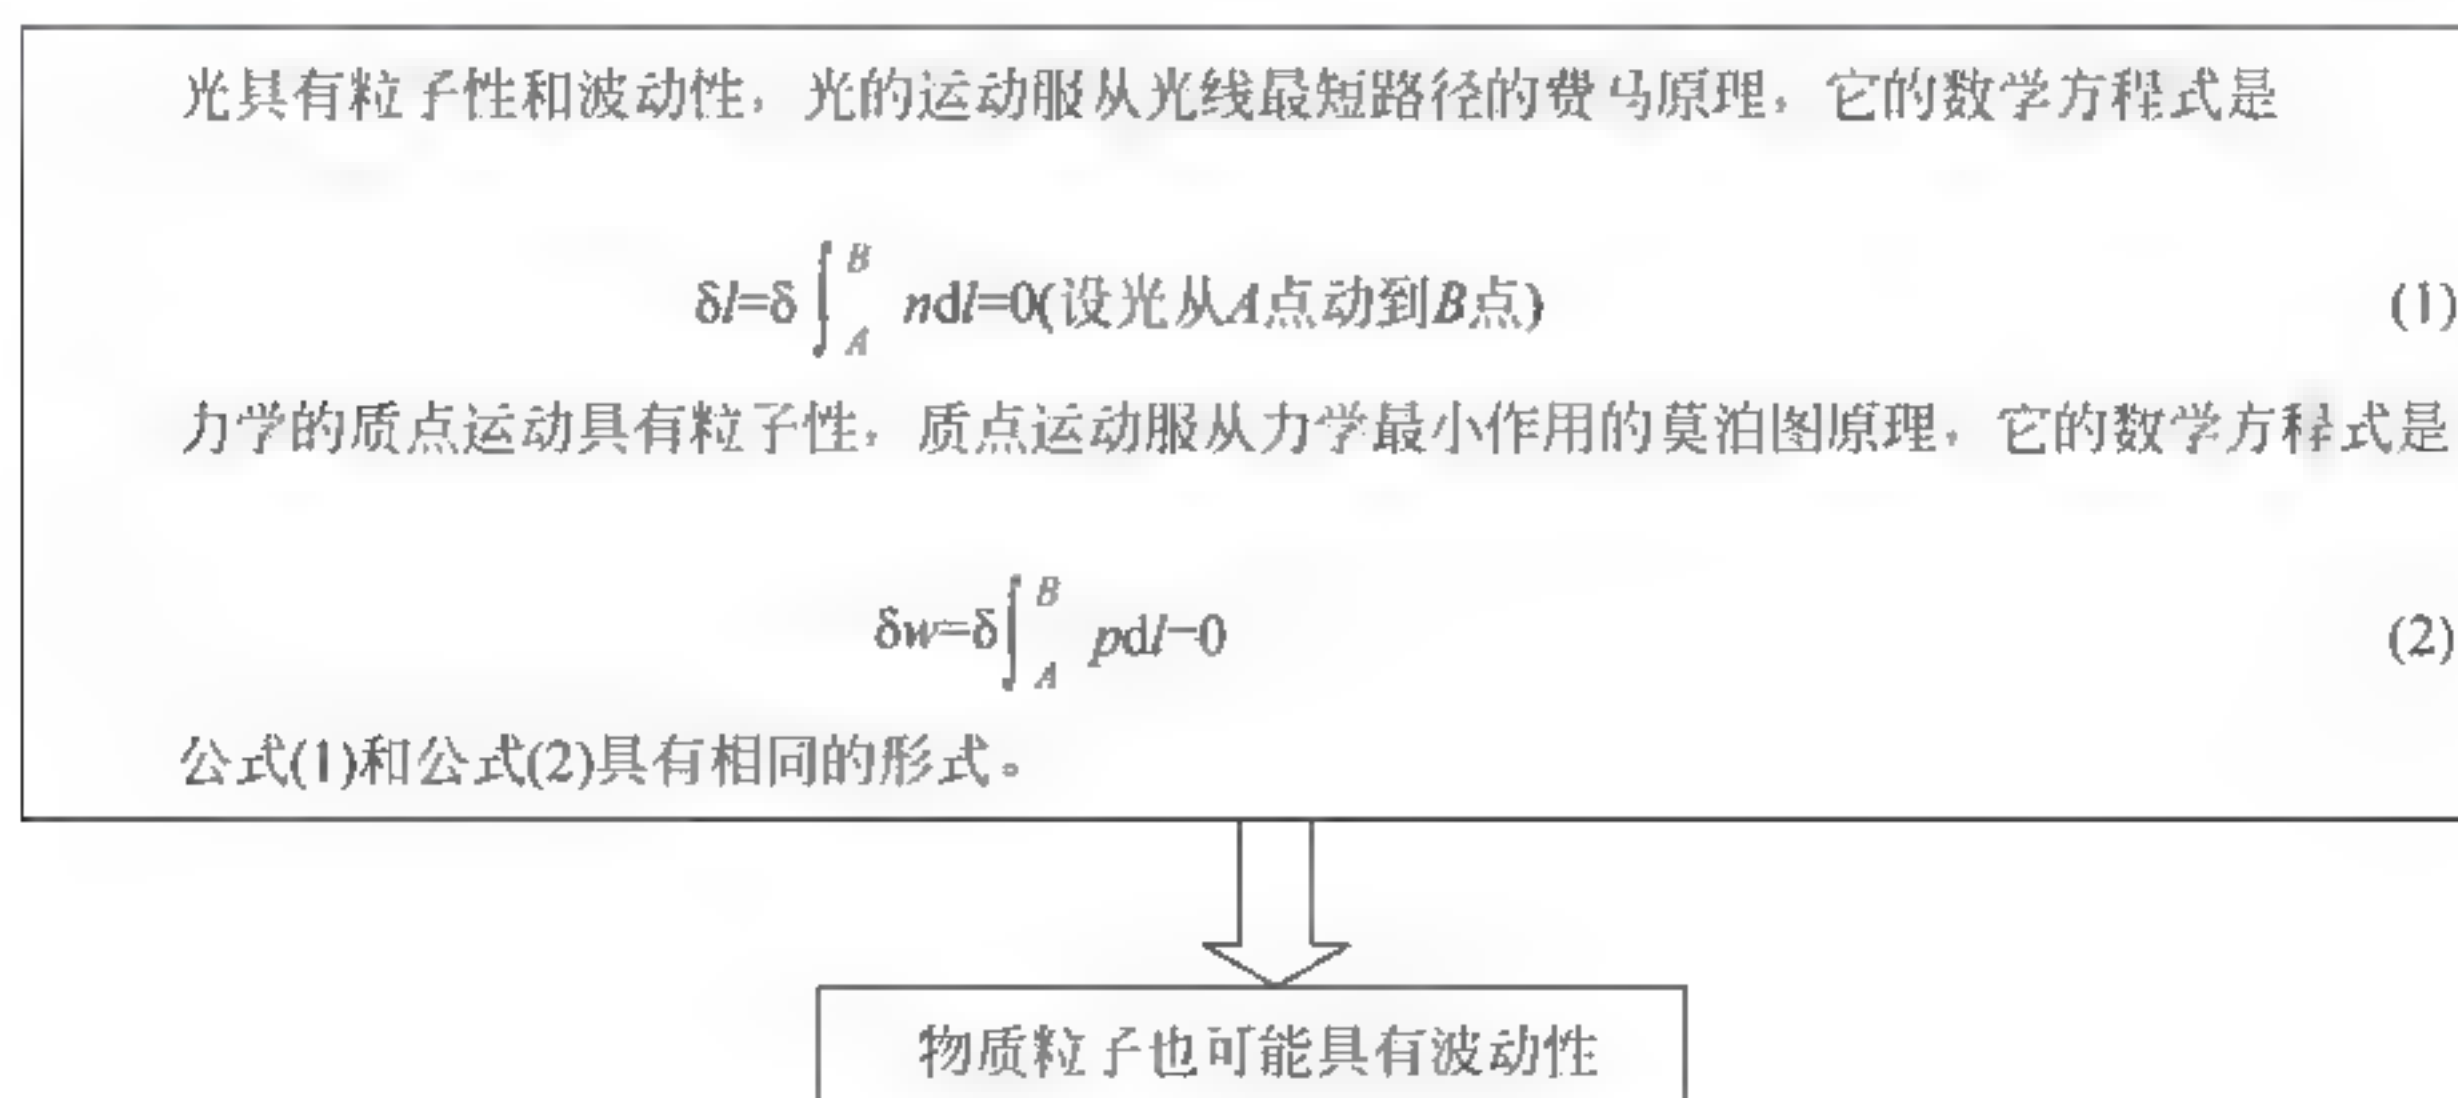 光具有粒子性和波动性，光的运动服从光线最短路径的费马原理，它的数学方程式是
δl=δ∫_A^B ndl=0(设光从A点动到B点) (1)
力学的质点运动具有粒子性，质点运动服从力学最小作用的莫泊图原理，它的数学方程式是
δw=δ∫_A^B pdl=0 (2)
公式(1)和公式(2)具有相同的形式。
物质粒子也可能具有波动性